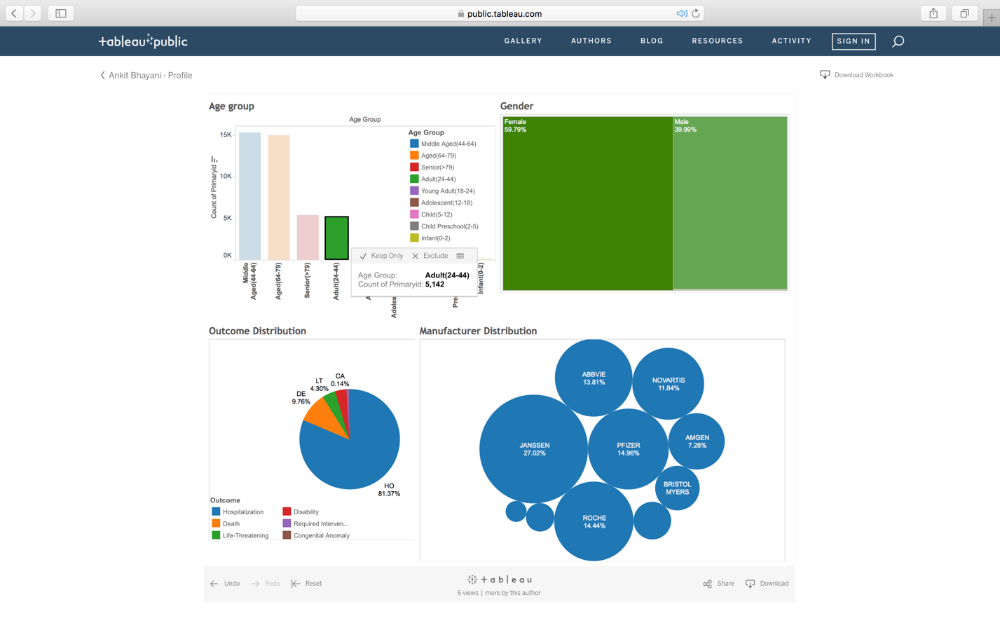 public.tableau.com
tableau public
GALLERY
AUTHORS
BLOG
RESOURCES
ACTIVITY
SIGN IN
Ankit Bhayani - Profile
Download Workbook
Age group
Age Group
Count of Primaryid
15K
10K
5K
0K
Middle
Aged(44-64)
Aged(64-79)
Senior(>79)
Adult(24-44)
Adoles
Pre
Infant(0-2)
Age Group
Middle Aged(44-64)
Aged(64-79)
Senior(>79)
Adult(24-44)
Young Adult(18-24)
Adolescent(12-18)
Child(5-12)
Child Preschool(2-5)
Infant(0-2)
Keep Only
Exclude
Age Group: Adult(24-44)
Count of Primaryid: 5,142
Gender
Female
59.79%
Male
39.99%
Outcome Distribution
CA
0.14%
LT
4.30%
DE
9.76%
HO
81.37%
Outcome
Hospitalization
Disability
Death
Required Interven...
Life-Threatening
Congenital Anomaly
Manufacturer Distribution
ABBVIE
13.81%
NOVARTIS
11.84%
JANSSEN
27.02%
PFIZER
14.96%
AMGEN
7.28%
BRISTOL
MYERS
ROCHE
14.44%
Undo
Redo
Reset
+ a b | e a u
6 views | more by this author
Share
Download